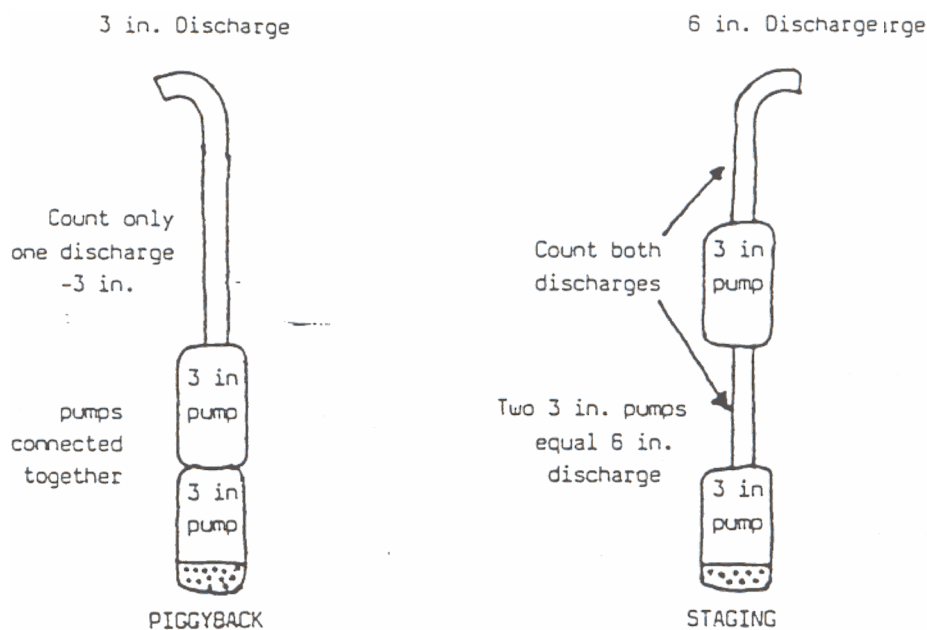 3 in. Discharge
Count only
one discharge
-3 in.
3 in
pump
pumps
connected
together
3 in
pump
PIGGYBACK
6 in. Discharge
Count both
discharges
3 in
pump
Two 3 in. pumps
equal 6 in.
discharge
3 in
pump
STAGING